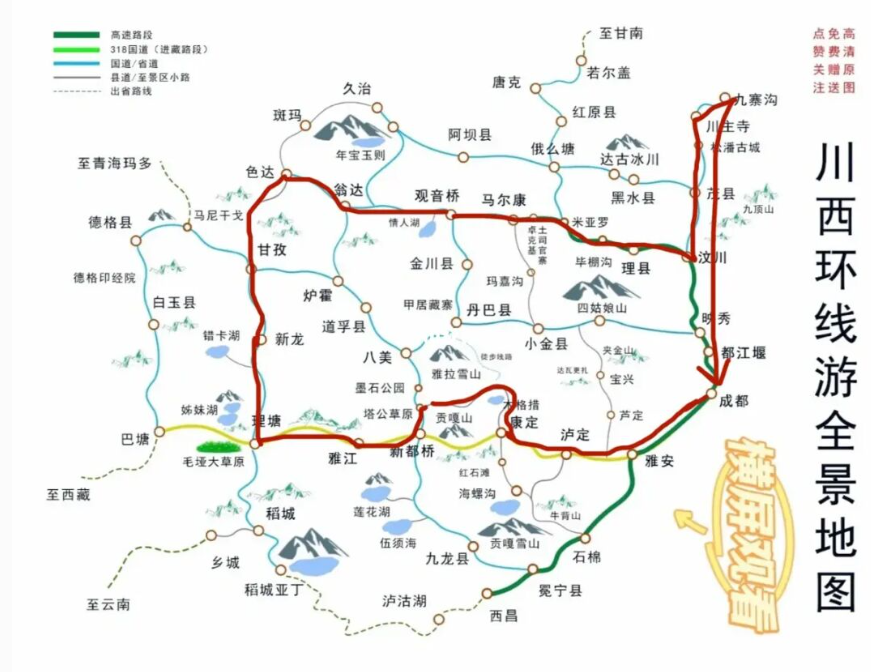 高速路段
318国道（进藏路段）
国道/省道
县道/至景区小路
出省路线
高清原图
免费赠送
点赞关注
川西环线游全景地图
横屏观看
至甘南
若尔盖
唐克
红原县
久治
班玛
年宝玉则
阿坝县
俄么塘
达古冰川
黑水县
九寨沟
川主寺
松潘古城
茂县
九顶山
至青海玛多
色达
翁达
观音桥
马尔康
米亚罗
汶川
德格县
马尼干戈
情人湖
卓克基
土司官寨
毕棚沟
理县
甘孜
金川县
玛嘉沟
四姑娘山
德格印经院
炉霍
甲居藏寨
丹巴县
映秀
白玉县
道孚县
小金县
错卡湖
新龙
八美
徒步线路
夹金山
都江堰
雅拉雪山
达瓦更扎
宝兴
墨石公园
成都
姊妹湖
理塘
塔公草原
贡嘎山
木格措
康定
芦定
巴塘
毛垭大草原
雅江
新都桥
泸定
雅安
红石滩
至西藏
莲花湖
海螺沟
稻城
伍须海
贡嘎雪山
牛背山
乡城
九龙县
石棉
稻城亚丁
冕宁县
至云南
泸沽湖
西昌